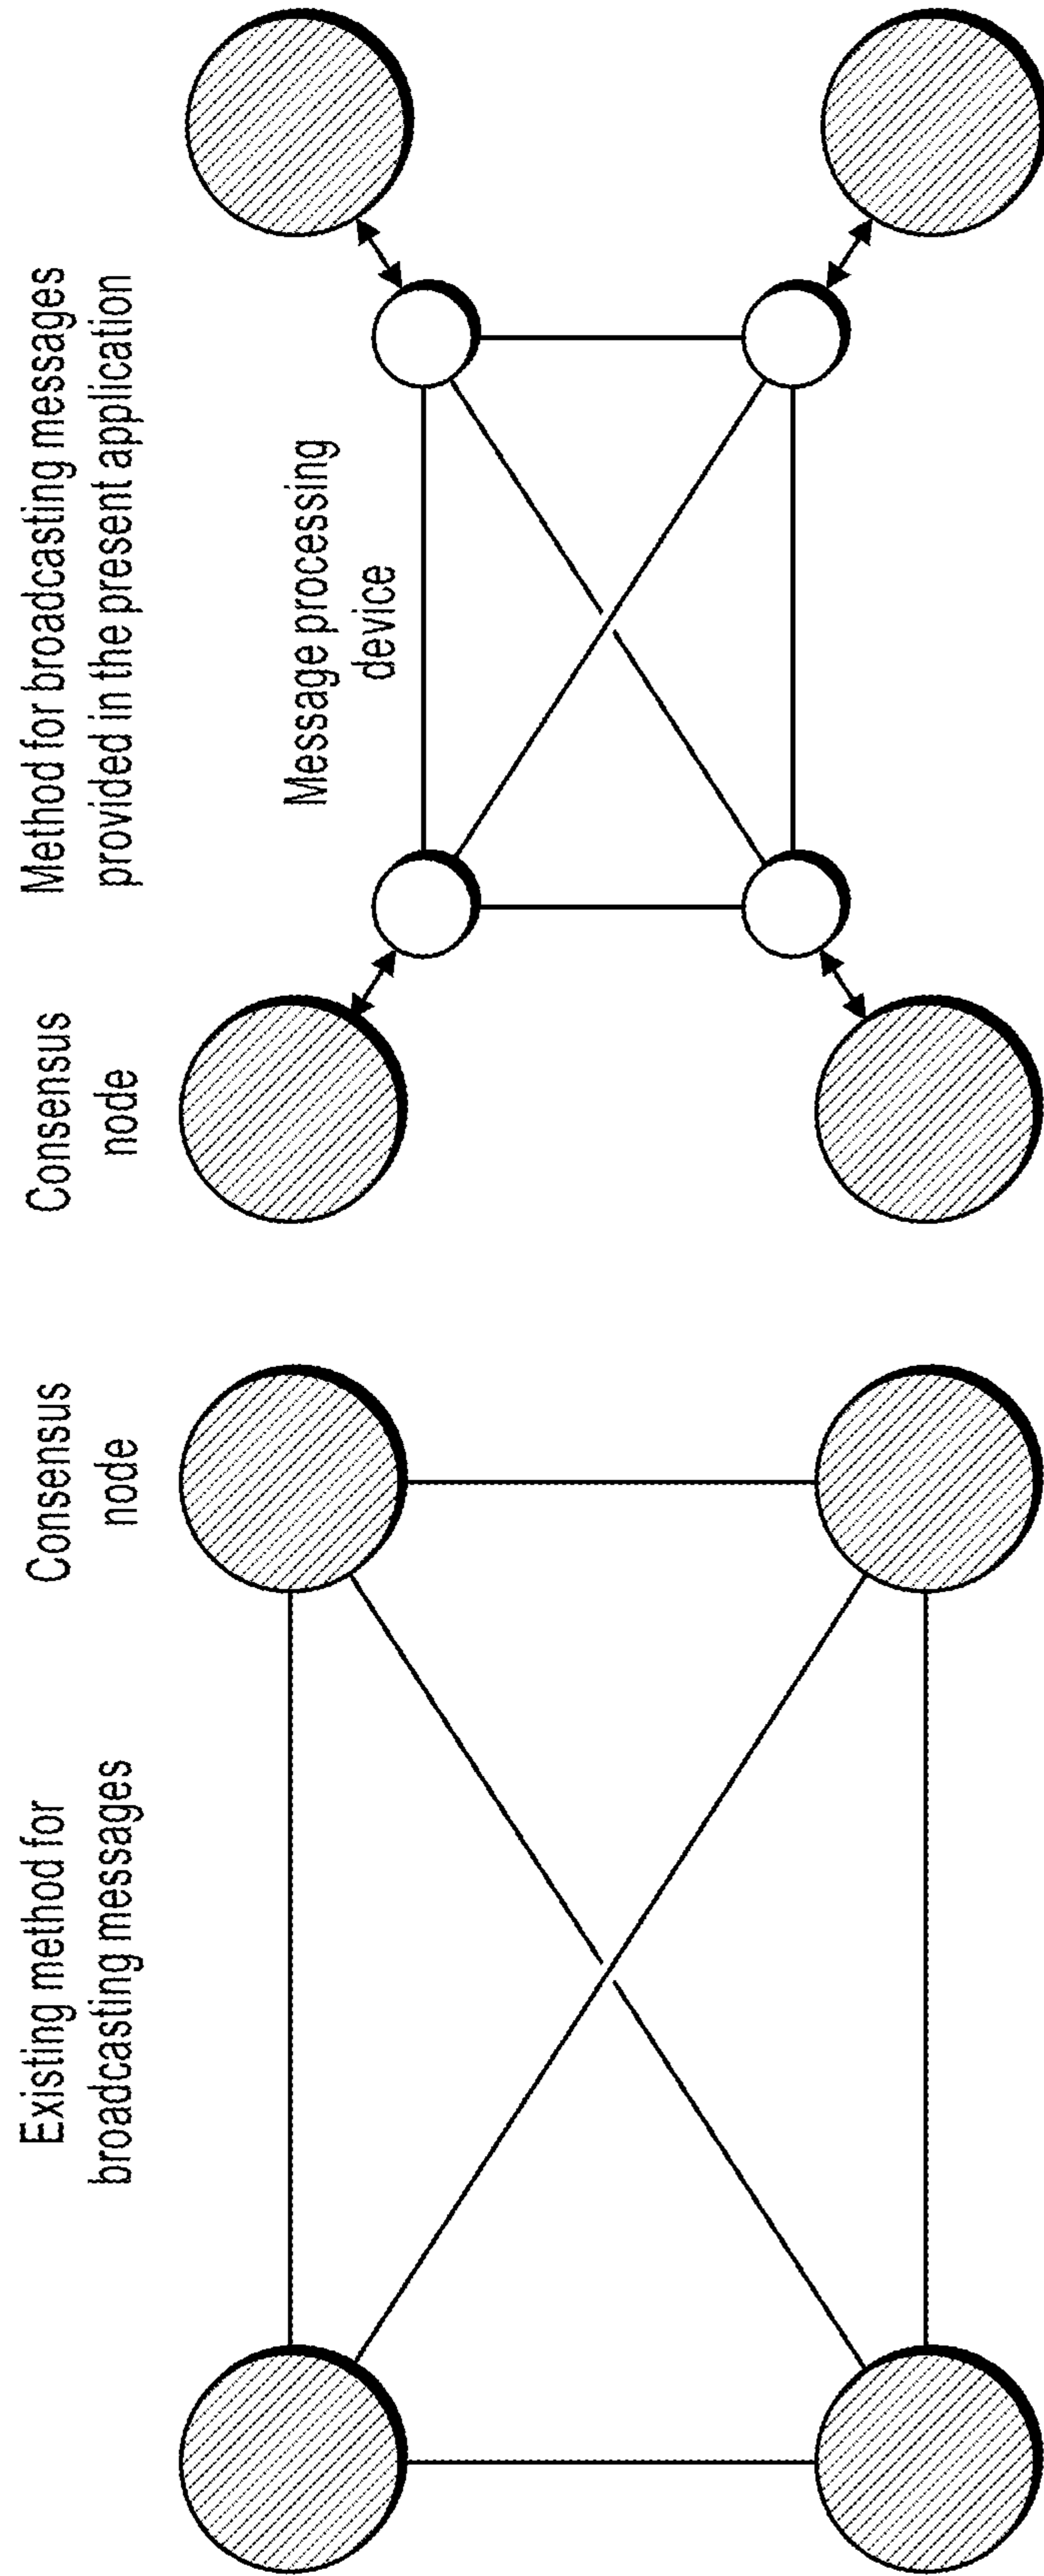 Existing method for
broadcasting messages
Consensus
node
Consensus
node
Method for broadcasting messages
provided in the present application
Message processing
device